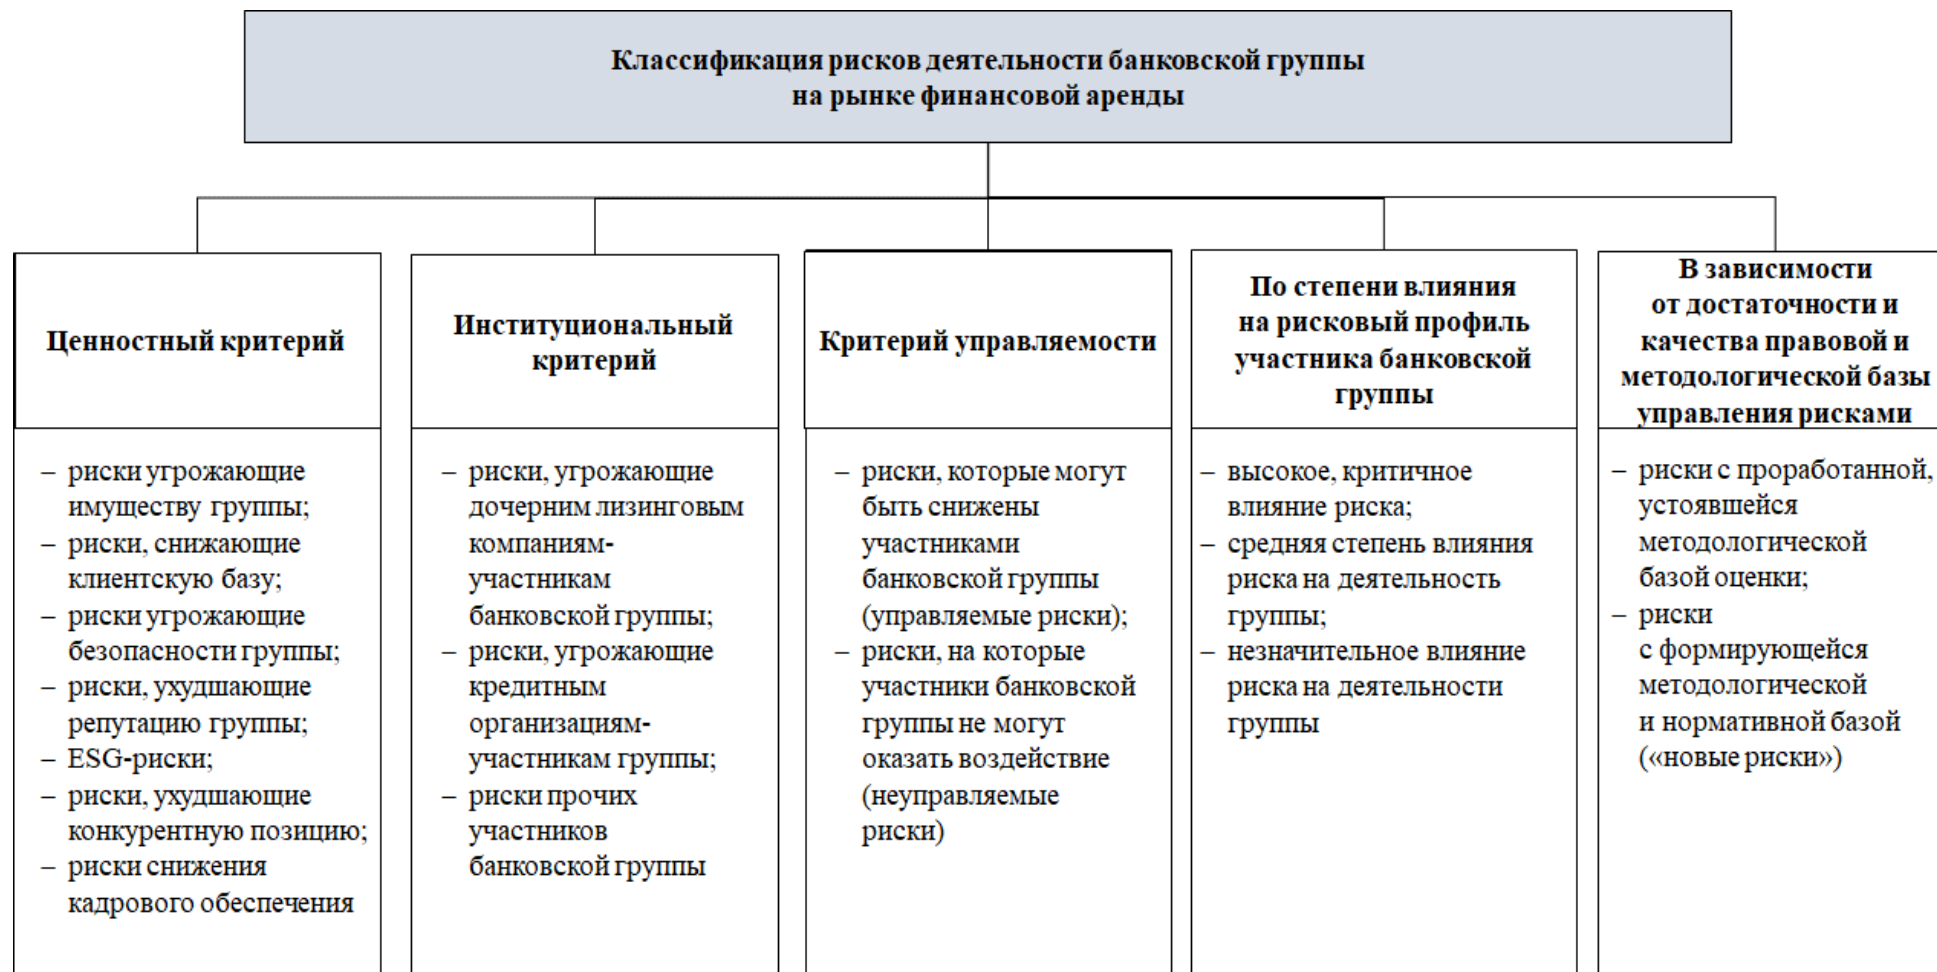 Классификация рисков деятельности банковской группы
на рынке финансовой аренды
Ценностный критерий
– риски угрожающие
имуществу группы;
– риски, снижающие
клиентскую базу;
– риски угрожающие
безопасности группы;
– риски, ухудшающие
репутацию группы;
– ESG-риски;
– риски, ухудшающие
конкурентную позицию;
– риски снижения
кадрового обеспечения
Институциональный
критерий
– риски, угрожающие
дочерним лизинговым
компаниям-
участникам
банковской группы;
– риски, угрожающие
кредитным
организациям-
участникам группы;
– риски прочих
участников
банковской группы
Критерий управляемости
– риски, которые могут
быть снижены
участниками
банковской группы
(управляемые риски);
– риски, на которые
участники банковской
группы не могут
оказать воздействие
(неуправляемые
риски)
По степени влияния
на рисковый профиль
участника банковской
группы
– высокое, критичное
влияние риска;
– средняя степень влияния
риска на деятельность
группы;
– незначительное влияние
риска на деятельности
группы
В зависимости
от достаточности и
качества правовой и
методологической базы
управления рисками
– риски с проработанной,
устоявшейся
методологической
базой оценки;
– риски
с формирующейся
методологической
и нормативной базой
(«новые риски»)